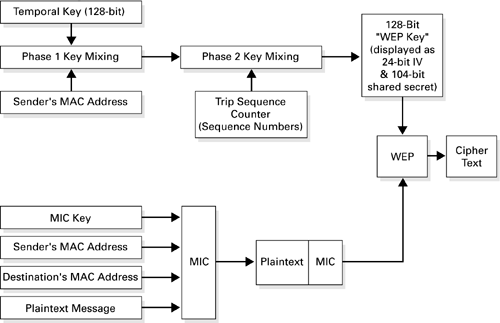 Temporal Key (128-bit)
Phase 1 Key Mixing
Sender's MAC Address
Phase 2 Key Mixing
Trip Sequence
Counter
(Sequence Numbers)
128-Bit
"WEP Key"
(displayed as
24-bit IV
& 104-bit
shared secret)
WEP
Cipher
Text
MIC Key
Sender's MAC Address
Destination's MAC Address
Plaintext Message
MIC
Plaintext
MIC